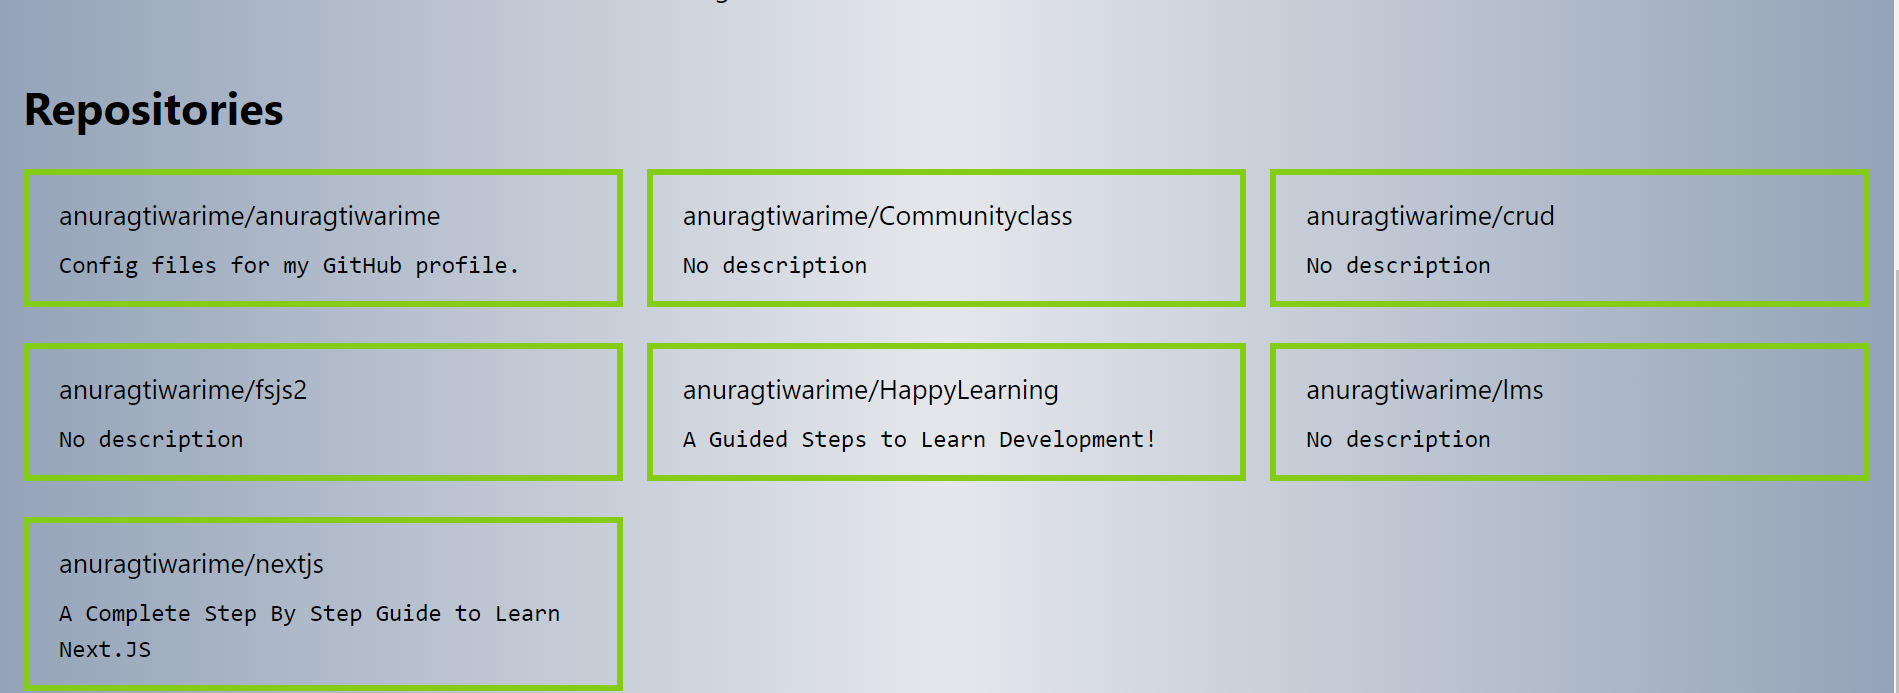 Repositories
anuragtiwarime/anuragtiwarime
Config files for my GitHub profile.
anuragtiwarime/Communityclass
No description
anuragtiwarime/crud
No description
anuragtiwarime/fsjs2
No description
anuragtiwarime/HappyLearning
A Guided Steps to Learn Development!
anuragtiwarime/lms
No description
anuragtiwarime/nextjs
A Complete Step By Step Guide to Learn
Next.JS